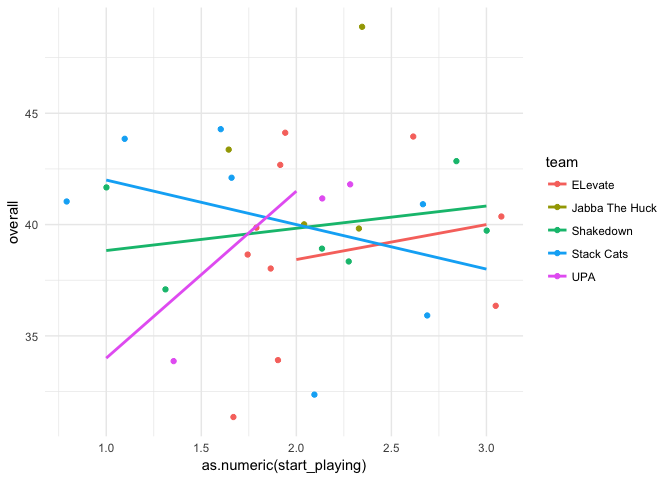 45
40
35
overall
1.0
1.5
2.0
2.5
3.0
as.numeric(start_playing)
team
ELevate
Jabba The Huck
Shakedown
Stack Cats
UPA